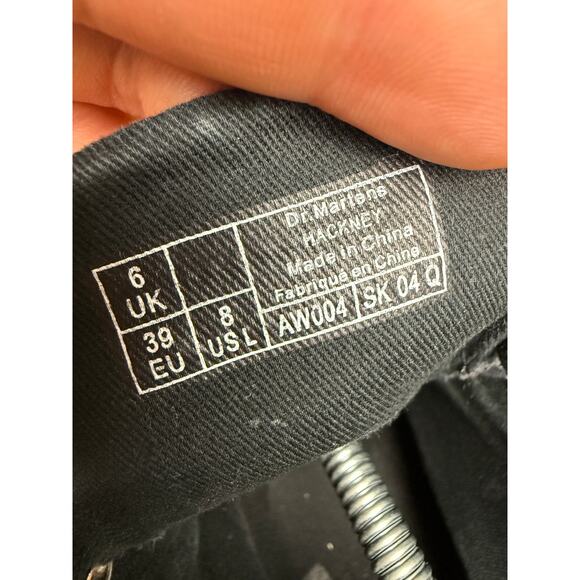 6
UK
39
EU
8
US L
Dr.Martens
HACKNEY
Made in China
Fabriqué en Chine
AW004
SK 04 Q